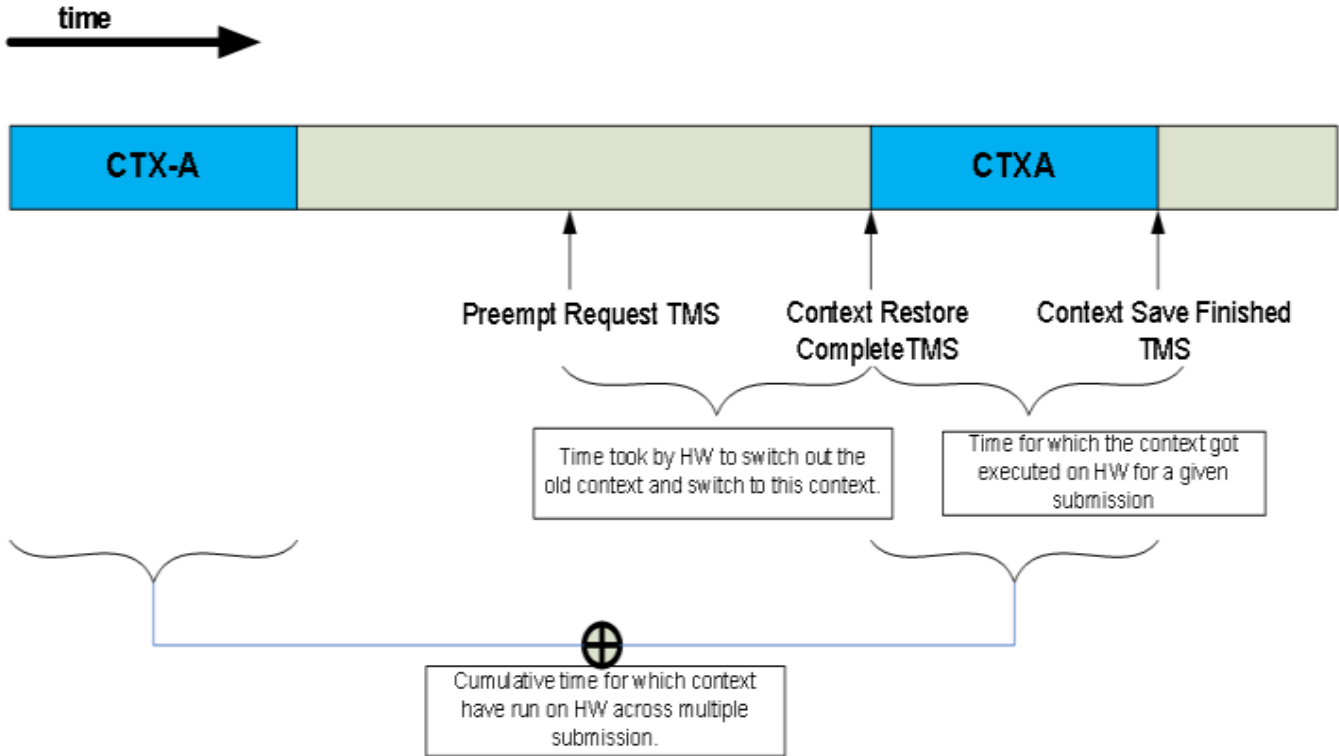 time
CTX-A
CTXA
Preempt Request TMS
Context Restore
CompleteTMS
Context Save Finished
TMS
Time took by HW to switch out the
old context and switch to this context.
Time for which the context got
executed on HW for a given
submission
Cumulative time for which context
have run on HW across multiple
submission.